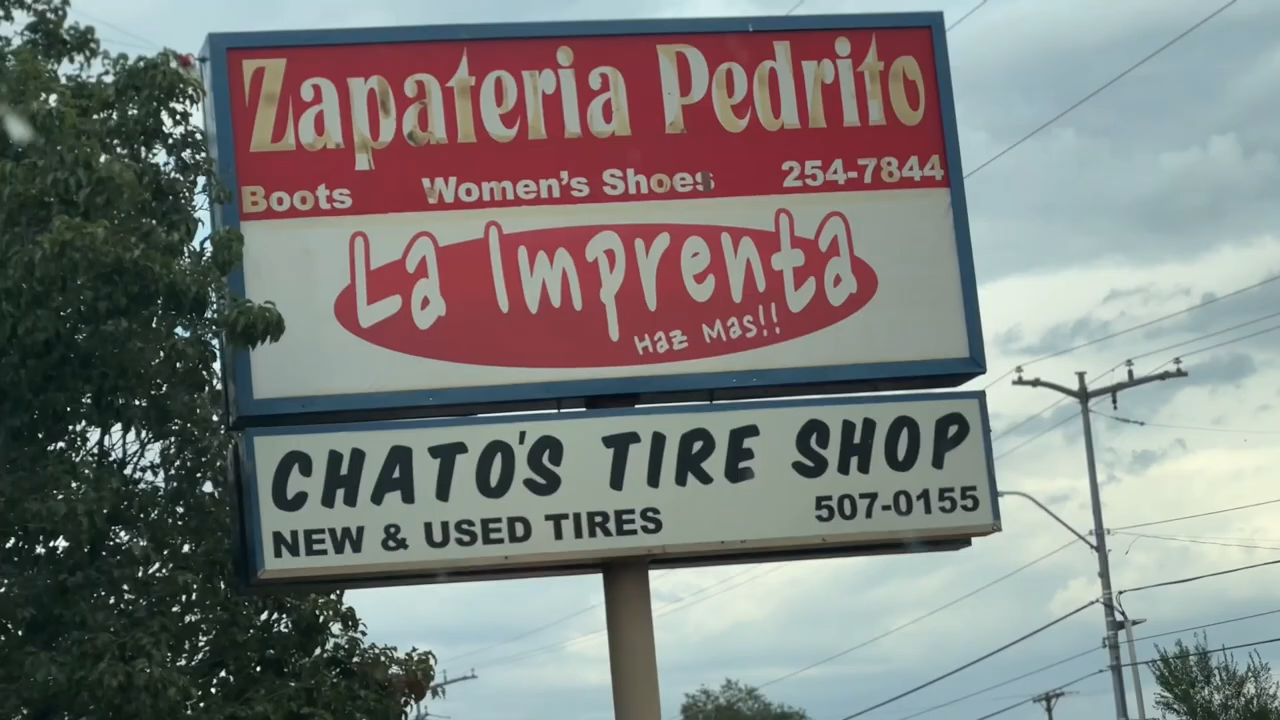 Zapateria Pedrito
Boots Women's Shoes 254-7844
La Imprenta
Haz Mas!!
CHATO'S TIRE SHOP
NEW & USED TIRES 507-0155